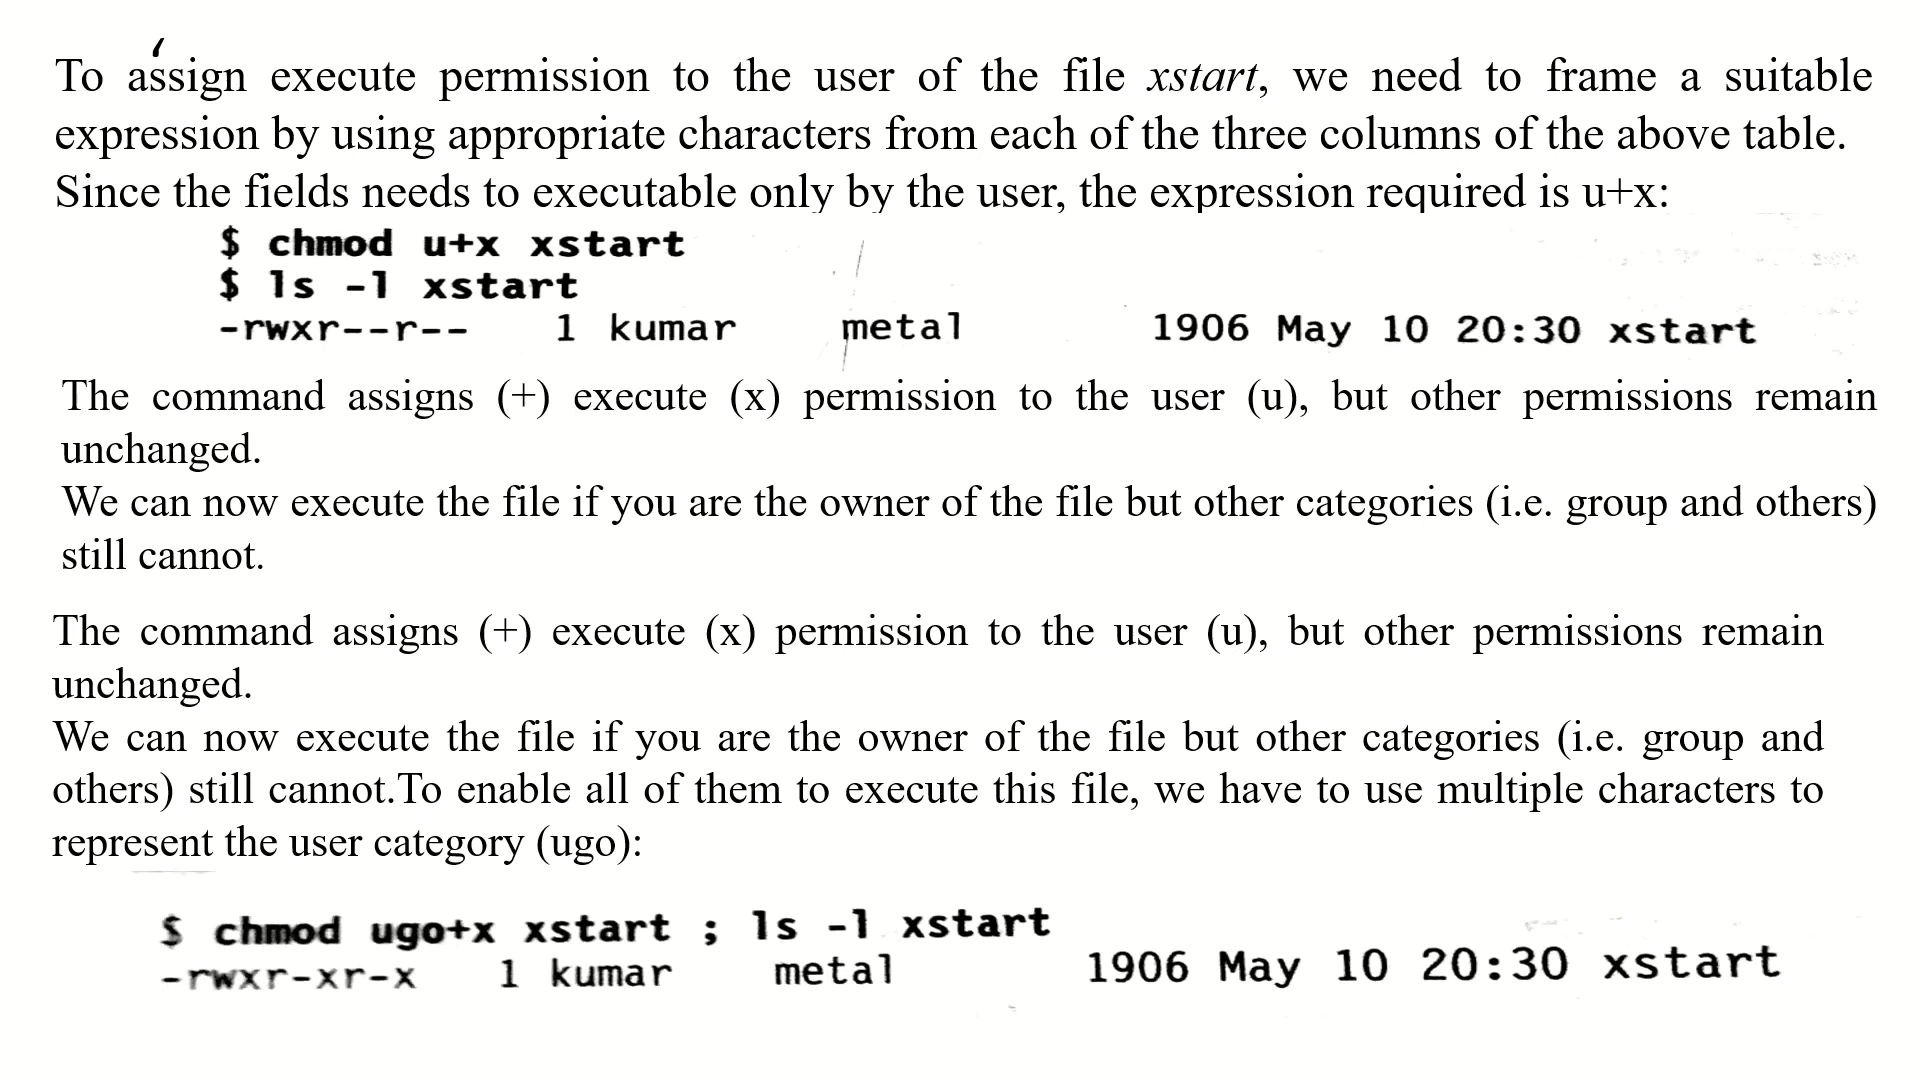 To assign execute permission to the user of the file xstart, we need to frame a suitable
expression by using appropriate characters from each of the three columns of the above table.
Since the fields needs to executable only by the user, the expression required is u+x:
$ chmod u+x xstart
$ ls -l xstart
-rwxr--r-- 1 kumar metal 1906 May 10 20:30 xstart
The command assigns (+) execute (x) permission to the user (u), but other permissions remain
unchanged.
We can now execute the file if you are the owner of the file but other categories (i.e. group and others)
still cannot.
The command assigns (+) execute (x) permission to the user (u), but other permissions remain
unchanged.
We can now execute the file if you are the owner of the file but other categories (i.e. group and
others) still cannot.To enable all of them to execute this file, we have to use multiple characters to
represent the user category (ugo):
$ chmod ugo+x xstart ; ls -l xstart
-rwxr-xr-x 1 kumar metal 1906 May 10 20:30 xstart